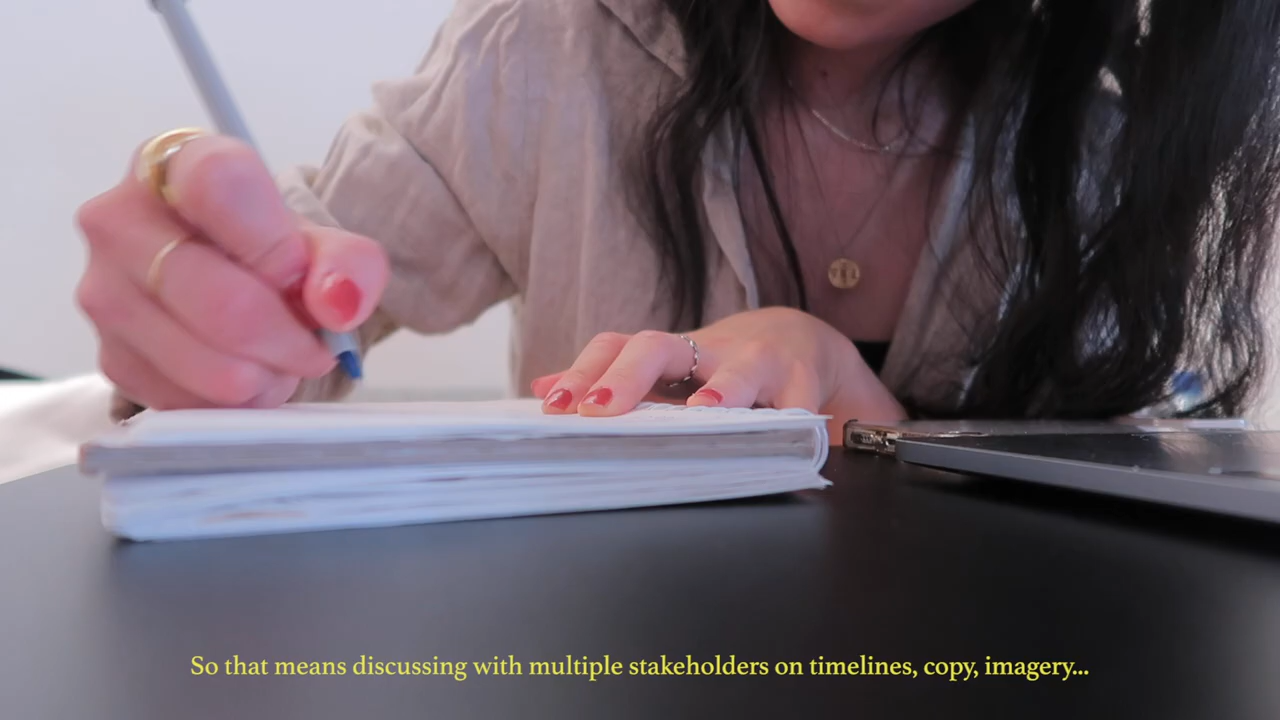 So that means discussing with multiple stakeholders on timelines, copy, imagery...